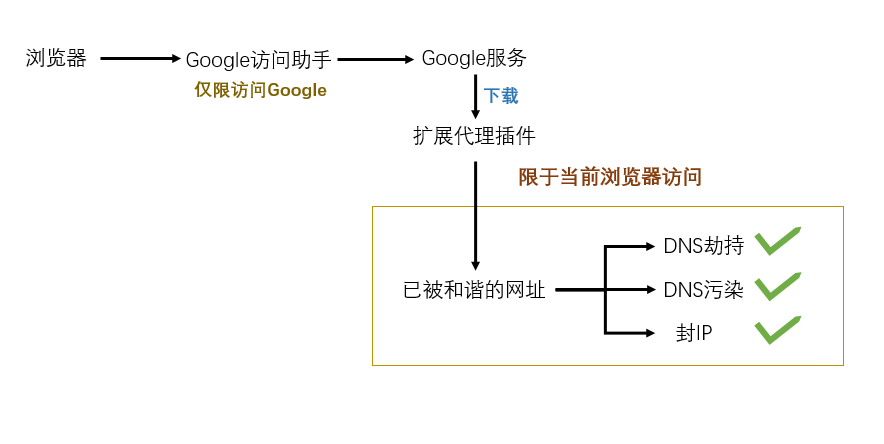 浏览器
Google访问助手
Google服务
仅限访问Google
下载
扩展代理插件
限于当前浏览器访问
DNS劫持
已被和谐的网址
DNS污染
封IP